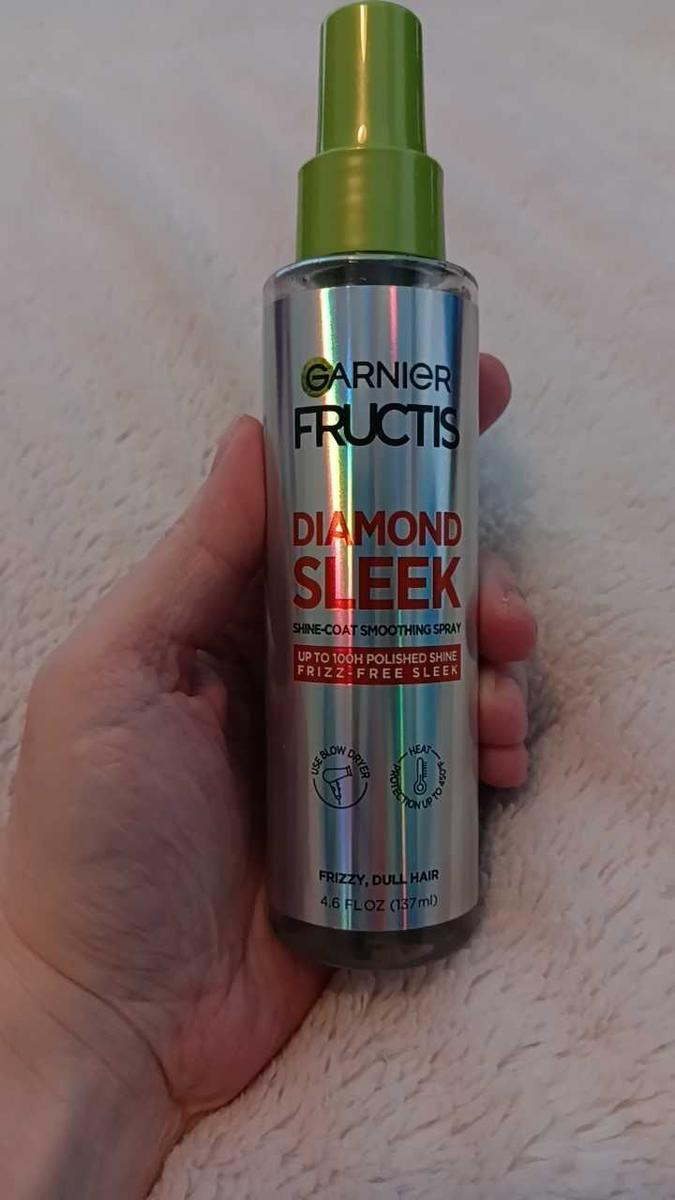 GARNIER
FRUCTIS
DIAMOND
SLEEK
SHINE-COAT SMOOTHING SPRAY
UP TO 100H POLISHED SHINE
FRIZZ-FREE SLEEK
USE BLOW DRYER
HEAT PROTECTION UP TO 450°F
FRIZZY, DULL HAIR
4.6 FL OZ (137ml)